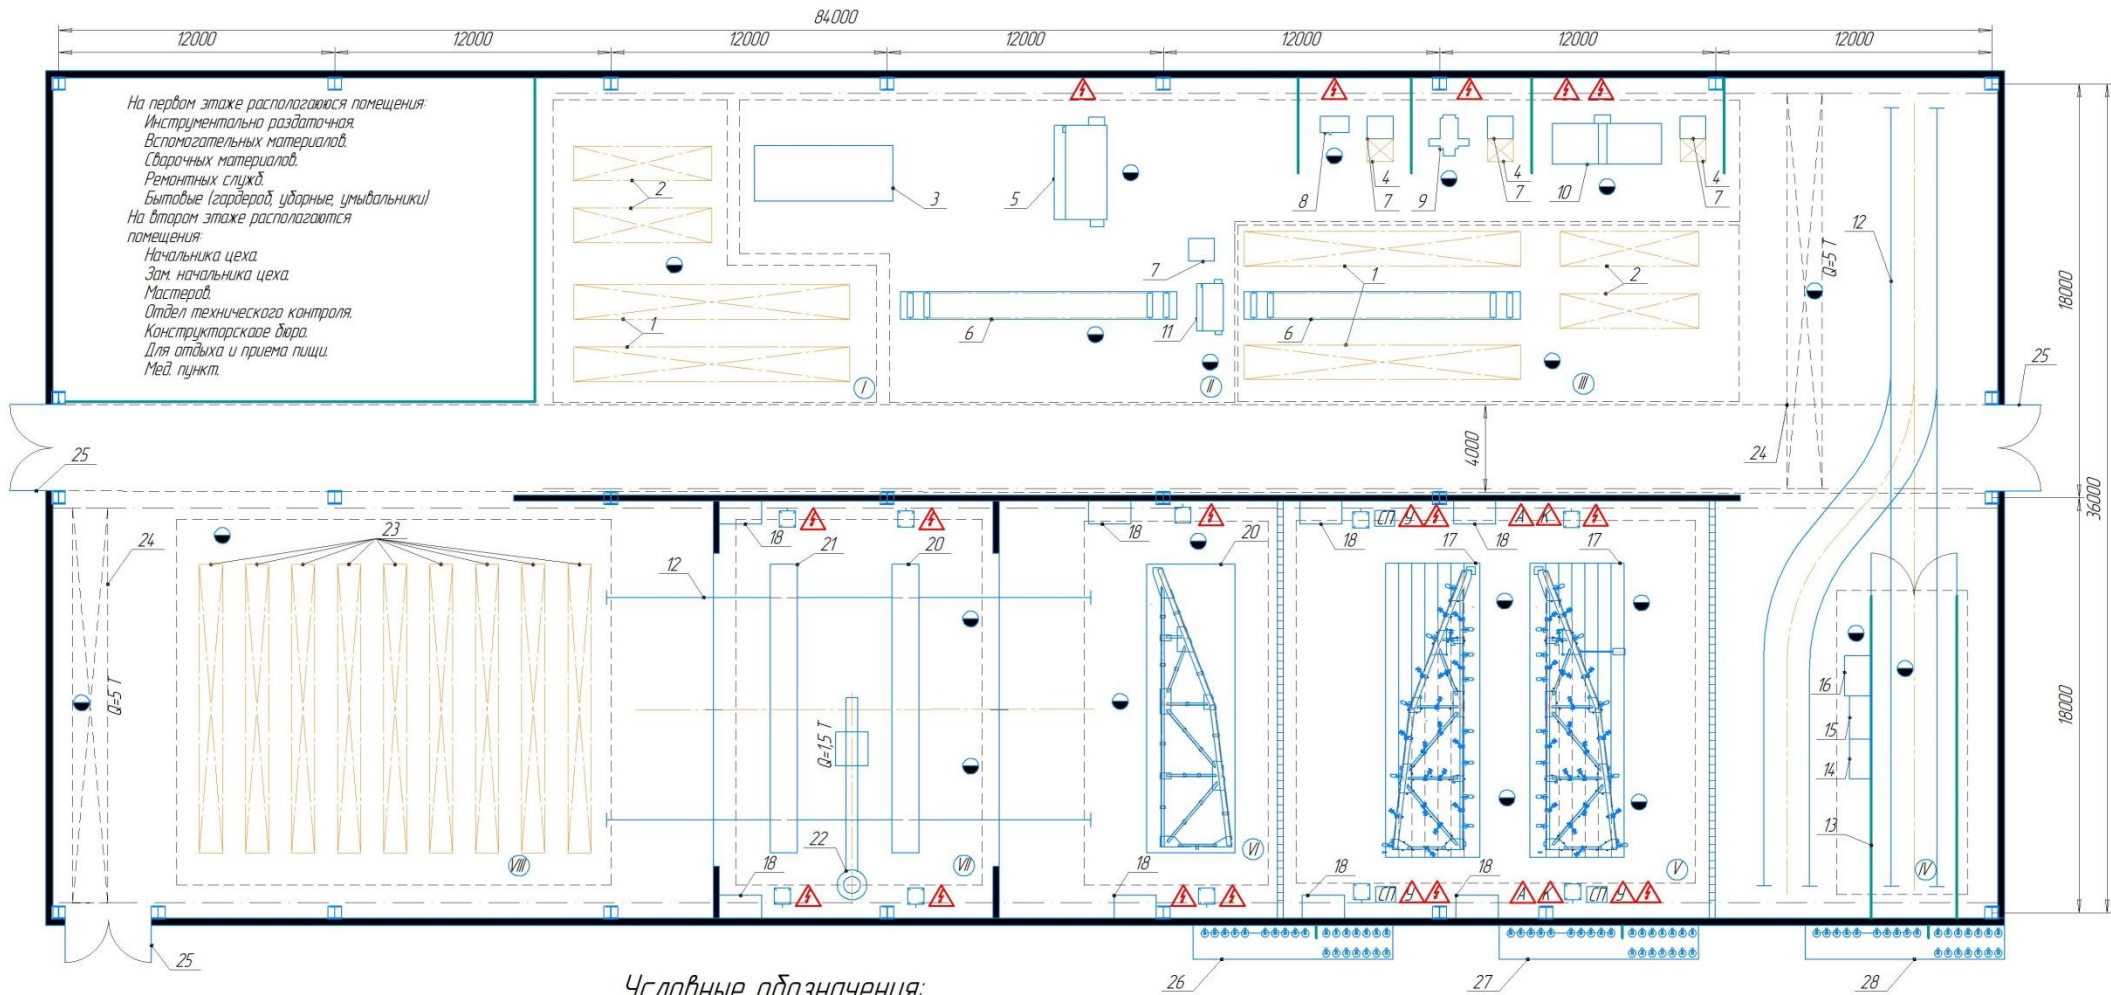 84000
12000 12000 12000 12000 12000 12000 12000
На первом этаже распологаююся помещения:
Инструментально раздаточная.
Вспомогательных материалов.
Сварочных материалов.
Ремонтных служб.
Бытовые (гардероб, уборные, умывальники)
На втором этаже распологаются
помещения:
Начальника цеха.
Зам. начальника цеха.
Мастеров.
Отдел технического контроля.
Конструкторскаое бюро.
Для отдыха и приема пищи.
Мед. пункт.
2 3 5 8 4 7 9 4 7 10 4 7
12
Q=5 Т
18000
7 1 2
1 6 11 6
25
I II III
4000
24
25
36000
24 23 12 18 21 20 18 20 18 17 18 17
СП У А К
Q=5 Т
Q=1,5 Т
18000
16
15
14
13
22
VIII VII VI V IV
18 18 18 18
СП У А К СП У
25 26 27 28
Условные обозначения: